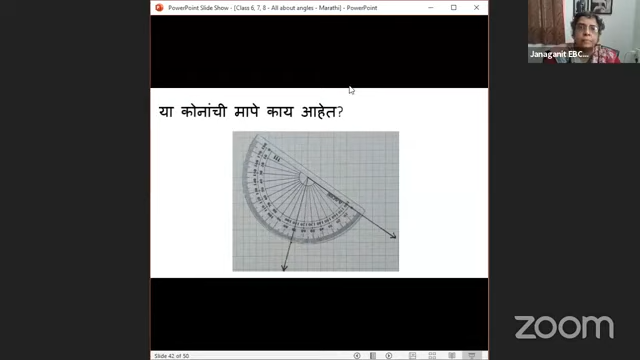 PowerPoint Slide Show - [Class 6, 7, 8 - All about angles - Marathi] - PowerPoint
Janaganit EBC...
या कोनांची मापे काय आहेत?
zoom
Slide 42 of 50